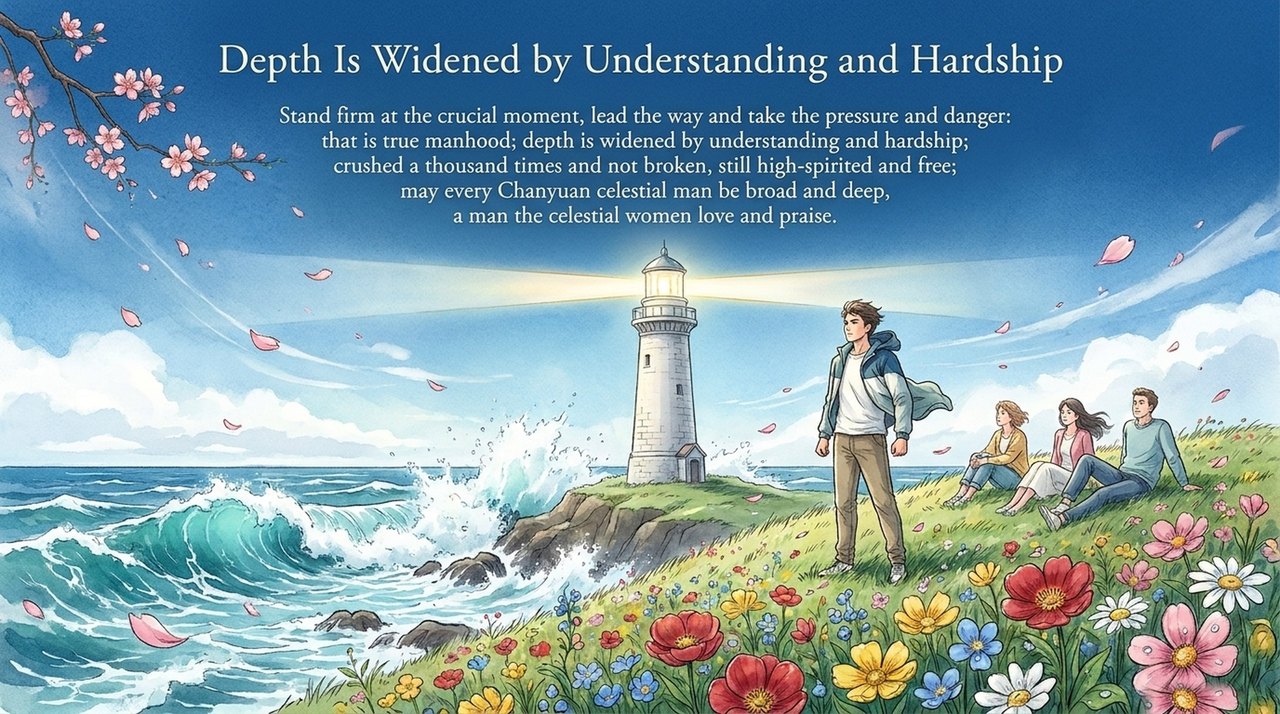 Depth Is Widened by Understanding and Hardship
Stand firm at the crucial moment, lead the way and take the pressure and danger:
that is true manhood; depth is widened by understanding and hardship;
crushed a thousand times and not broken, still high-spirited and free;
may every Chanyuan celestial man be broad and deep,
a man the celestial women love and praise.